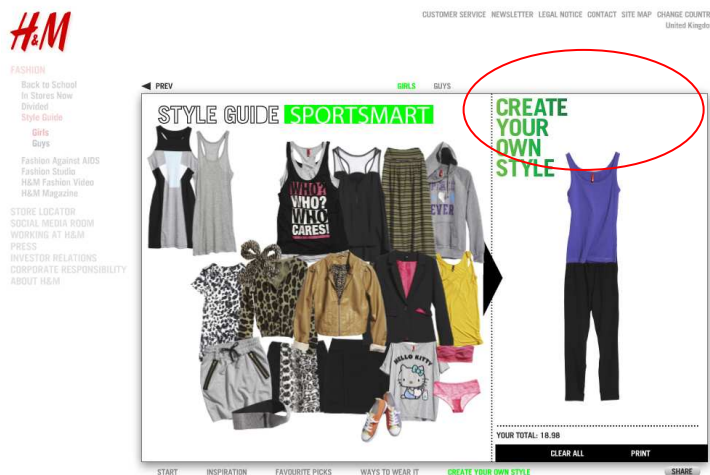 H&M
CUSTOMER SERVICE NEWSLETTER LEGAL NOTICE CONTACT SITE MAP CHANGE COUNTR
United Kingdo
FASHION
Back to School
In Stores Now
Divided
Style Guide
Girls
Guys
Fashion Against AIDS
Fashion Studio
H&M Fashion Video
H&M Magazine
STORE LOCATOR
SOCIAL MEDIA ROOM
WORKING AT H&M
PRESS
INVESTOR RELATIONS
CORPORATE RESPONSIBILITY
ABOUT H&M
PREV
GIRLS GUYS
STYLE GUIDE SPORTSMART
WHO?
WHO?
WHO
CARES!
EVER
HELLO KITTY
CREATE
YOUR
OWN
STYLE
YOUR TOTAL: 18.98
CLEAR ALL PRINT
START INSPIRATION FAVOURITE PICKS WAYS TO WEAR IT CREATE YOUR OWN STYLE SHARE